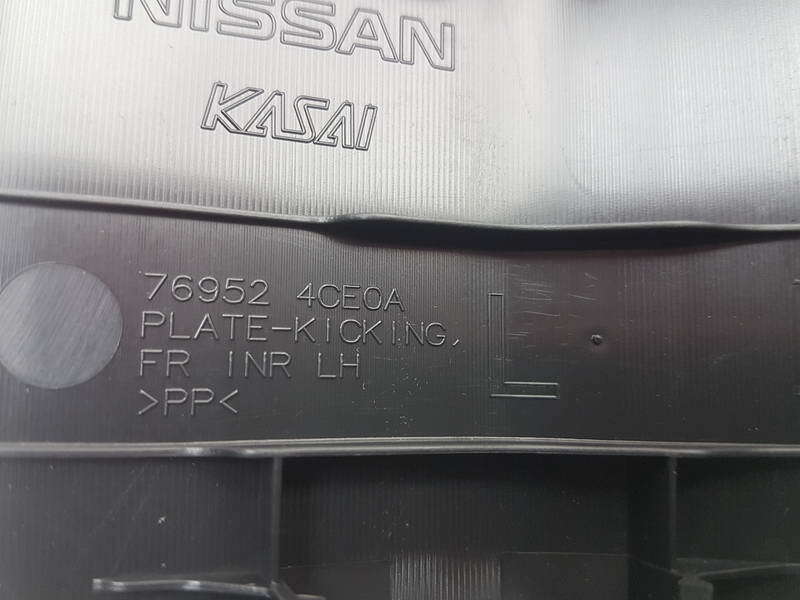 NISSAN
KASAI
76952 4CE0A
PLATE-KICKING,
FR INR LH
>PP<
L